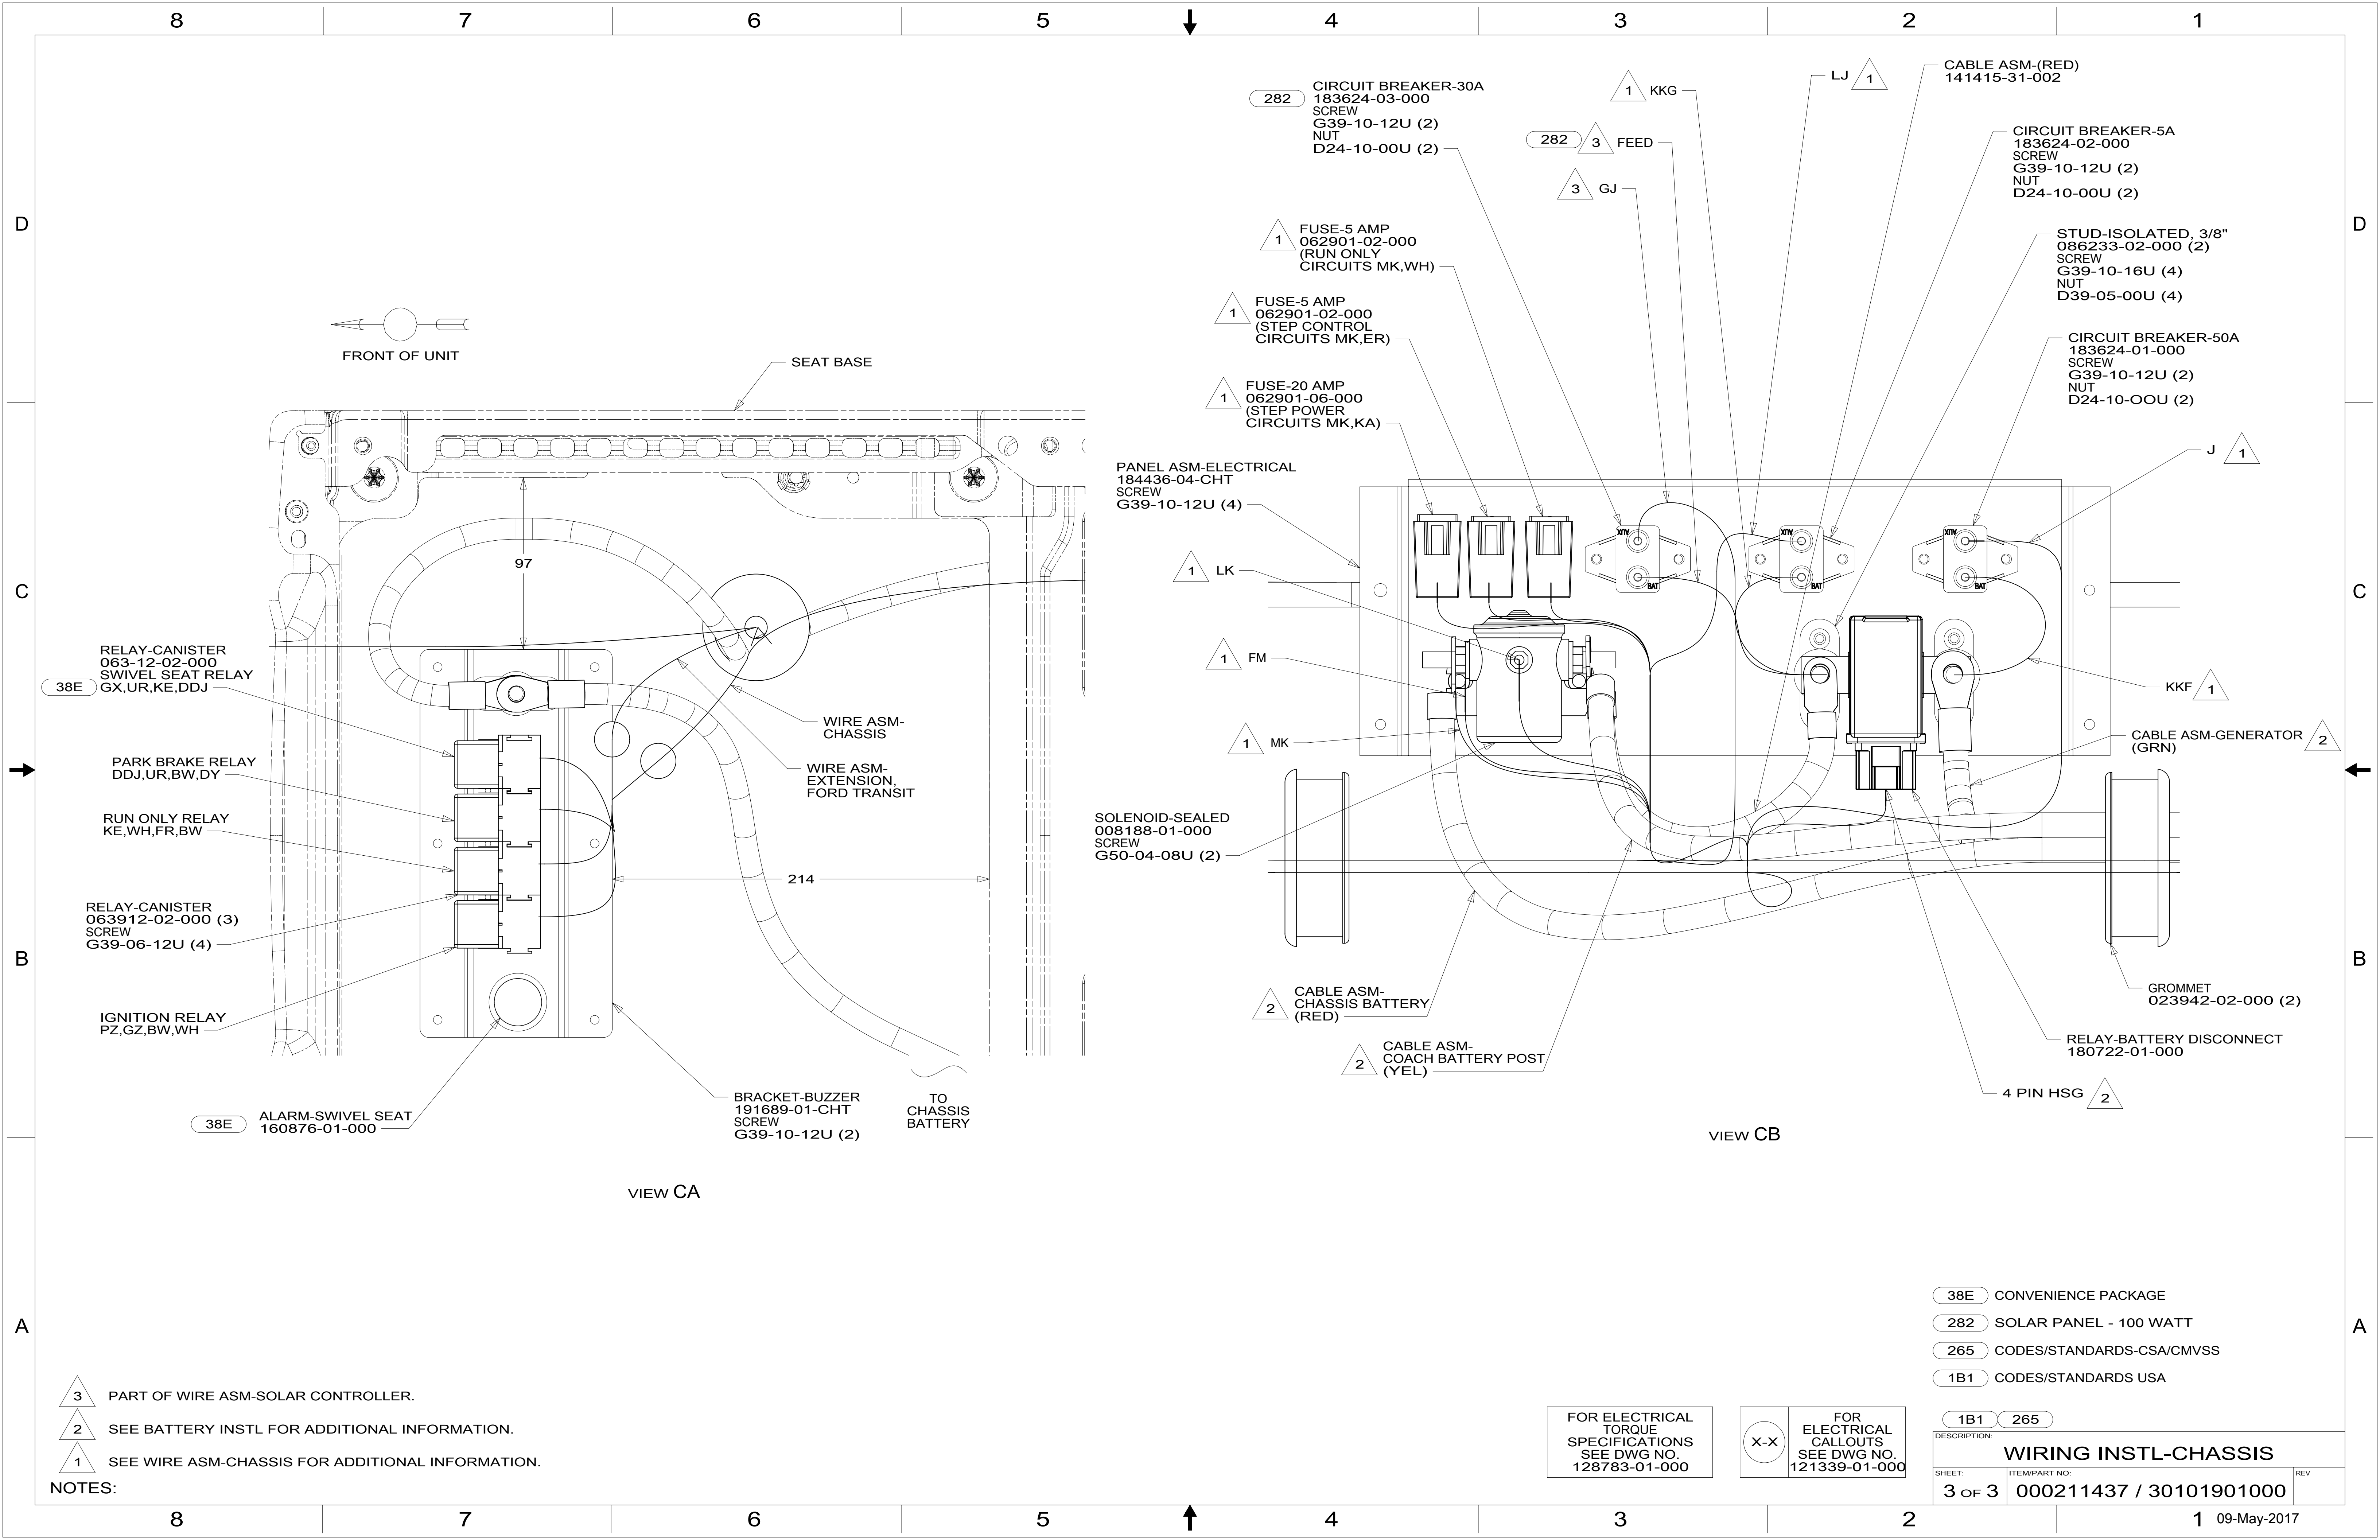 8 7 6 5 4 3 2 1
D
C
B
A
D
C
B
A
FRONT OF UNIT
SEAT BASE
97
214
RELAY-CANISTER
063-12-02-000
SWIVEL SEAT RELAY
GX,UR,KE,DDJ
38E
PARK BRAKE RELAY
DDJ,UR,BW,DY
RUN ONLY RELAY
KE,WH,FR,BW
RELAY-CANISTER
063912-02-000 (3)
SCREW
G39-06-12U (4)
IGNITION RELAY
PZ,GZ,BW,WH
38E
ALARM-SWIVEL SEAT
160876-01-000
WIRE ASM-
CHASSIS
WIRE ASM-
EXTENSION,
FORD TRANSIT
BRACKET-BUZZER
191689-01-CHT
SCREW
G39-10-12U (2)
TO
CHASSIS
BATTERY
VIEW CA
282
CIRCUIT BREAKER-30A
183624-03-000
SCREW
G39-10-12U (2)
NUT
D24-10-00U (2)
1 KKG
282 3 FEED
3 GJ
LJ 1
CABLE ASM-(RED)
141415-31-002
CIRCUIT BREAKER-5A
183624-02-000
SCREW
G39-10-12U (2)
NUT
D24-10-00U (2)
1
FUSE-5 AMP
062901-02-000
(RUN ONLY
CIRCUITS MK,WH)
STUD-ISOLATED, 3/8"
086233-02-000 (2)
SCREW
G39-10-16U (4)
NUT
D39-05-00U (4)
1
FUSE-5 AMP
062901-02-000
(STEP CONTROL
CIRCUITS MK,ER)
CIRCUIT BREAKER-50A
183624-01-000
SCREW
G39-10-12U (2)
NUT
D24-10-OOU (2)
1
FUSE-20 AMP
062901-06-000
(STEP POWER
CIRCUITS MK,KA)
J 1
PANEL ASM-ELECTRICAL
184436-04-CHT
SCREW
G39-10-12U (4)
AUX
BAT
AUX
BAT
AUX
BAT
1 LK
1 FM
1 MK
KKF 1
CABLE ASM-GENERATOR
(GRN)
2
SOLENOID-SEALED
008188-01-000
SCREW
G50-04-08U (2)
2
CABLE ASM-
CHASSIS BATTERY
(RED)
2
CABLE ASM-
COACH BATTERY POST
(YEL)
GROMMET
023942-02-000 (2)
RELAY-BATTERY DISCONNECT
180722-01-000
4 PIN HSG 2
VIEW CB
38E CONVENIENCE PACKAGE
282 SOLAR PANEL - 100 WATT
265 CODES/STANDARDS-CSA/CMVSS
1B1 CODES/STANDARDS USA
3 PART OF WIRE ASM-SOLAR CONTROLLER.
2 SEE BATTERY INSTL FOR ADDITIONAL INFORMATION.
1 SEE WIRE ASM-CHASSIS FOR ADDITIONAL INFORMATION.
NOTES:
FOR ELECTRICAL
TORQUE
SPECIFICATIONS
SEE DWG NO.
128783-01-000
X-X
FOR
ELECTRICAL
CALLOUTS
SEE DWG NO.
121339-01-000
1B1 265
DESCRIPTION:
WIRING INSTL-CHASSIS
SHEET:
3 OF 3
ITEM/PART NO:
000211437 / 30101901000
REV
8 7 6 5 4 3 2 1
09-May-2017